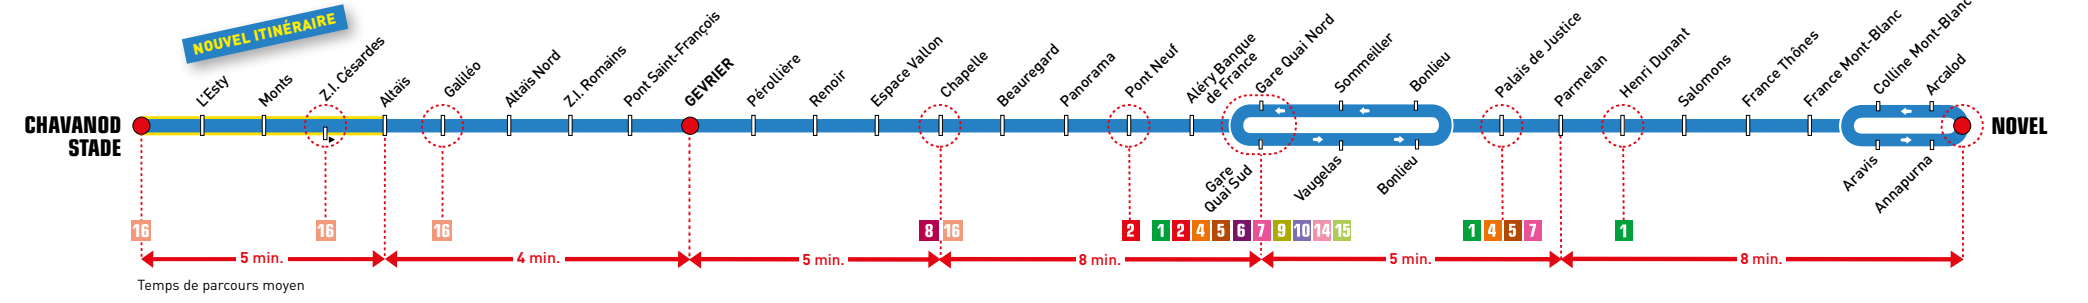 NOUVEL ITINÉRAIRE
CHAVANOD
STADE
L'Esty
Monts
Z.I. Césardes
Altaïs
Galiléo
Altaïs Nord
Z.I. Romains
Pont Saint-François
GEVRIER
Pérollière
Renoir
Espace Vallon
Chapelle
Beauregard
Panorama
Pont Neuf
Aléry Banque
de France
Gare Quai Nord
Sommeiller
Bonlieu
Palais de Justice
Parmelan
Henri Dunant
Salomons
France Thônes
France Mont-Blanc
Colline Mont-Blanc
Arcalod
NOVEL
Gare
Quai Sud
Vaugelas
Bonlieu
Aravis
Annapurna
16
16
16
8 16
2
1 2 4 5 6 7 9 10 14 15
1 4 5 7
1
5 min.
4 min.
5 min.
8 min.
5 min.
8 min.
Temps de parcours moyen